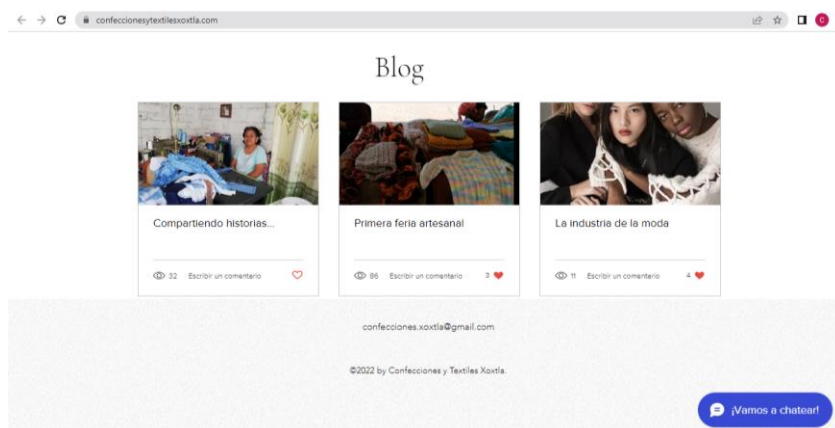 confeccionesytextilesxoxtla.com
C
Blog
Compartiendo historias...
32 Escribir un comentario
Primera feria artesanal
86 Escribir un comentario 3
La industria de la moda
11 Escribir un comentario 4
confecciones.xoxtla@gmail.com
©2022 by Confecciones y Textiles Xoxtla.
¡Vamos a chatear!